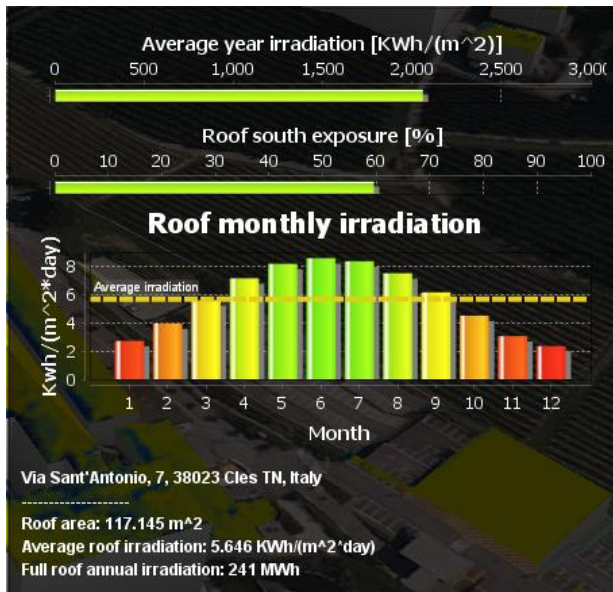 Average year irradiation [KWh/(m^2)]
0 500 1,000 1,500 2,000 2,500 3,000
Roof south exposure [%]
0 10 20 30 40 50 60 70 80 90 100
Roof monthly irradiation
Kwh/(m^2*day)
8
Average irradiation
6
4
2
0
1 2 3 4 5 6 7 8 9 10 11 12
Month
Via Sant'Antonio, 7, 38023 Cles TN, Italy
--------------------
Roof area: 117.145 m^2
Average roof irradiation: 5.646 KWh/(m^2*day)
Full roof annual irradiation: 241 MWh